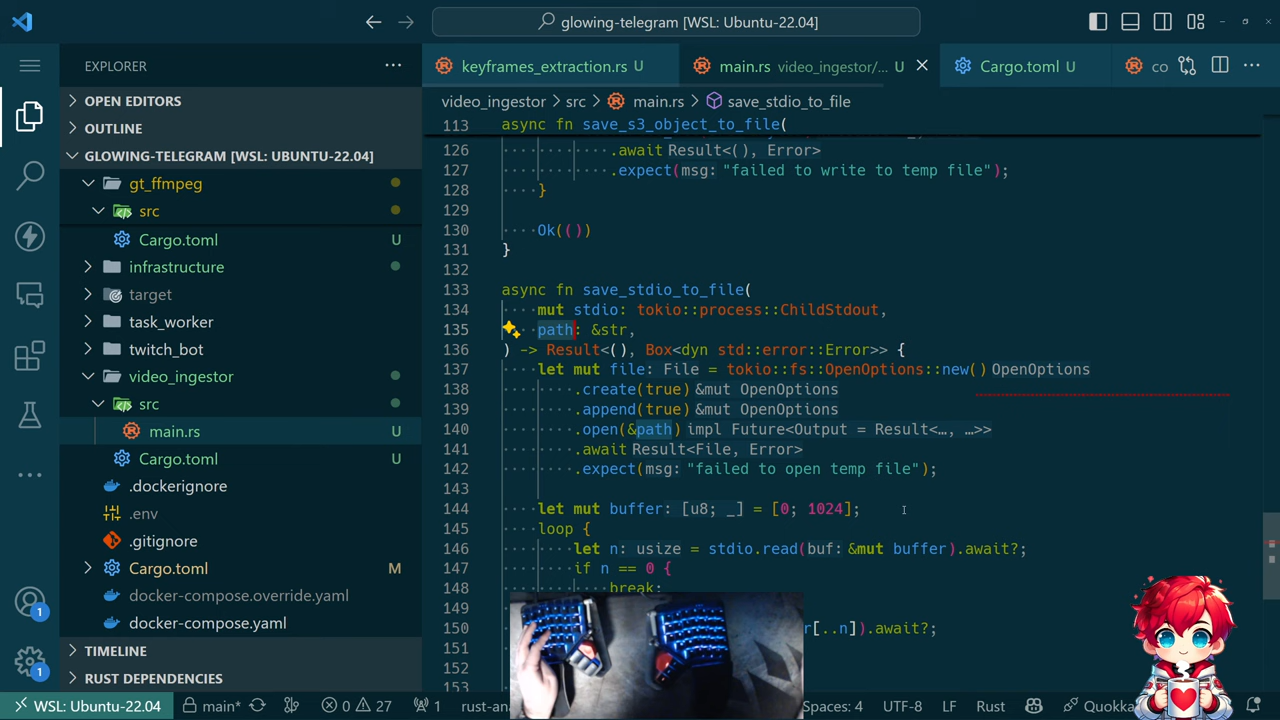 glowing-telegram [WSL: Ubuntu-22.04]
EXPLORER
OPEN EDITORS
OUTLINE
GLOWING-TELEGRAM [WSL: UBUNTU-22.04]
gt_ffmpeg
src
Cargo.toml U
infrastructure
target
task_worker
twitch_bot
video_ingestor
src
main.rs U
Cargo.toml U
.dockerignore
.env
.gitignore
Cargo.toml M
docker-compose.override.yaml
docker-compose.yaml
TIMELINE
RUST DEPENDENCIES
keyframes_extraction.rs U
main.rs video_ingestor/... U
Cargo.toml U
co
video_ingestor > src > main.rs > save_stdio_to_file
113 async fn save_s3_object_to_file(
126 .await Result<(), Error>
127 .expect(msg: "failed to write to temp file");
128 }
129
130 Ok(())
131 }
132
133 async fn save_stdio_to_file(
134 mut stdio: tokio::process::ChildStdout,
135 path: &str,
136 ) -> Result<(), Box<dyn std::error::Error>> {
137 let mut file: File = tokio::fs::OpenOptions::new() OpenOptions
138 .create(true) &mut OpenOptions
139 .append(true) &mut OpenOptions
140 .open(&path) impl Future<Output = Result<…, …>>
141 .await Result<File, Error>
142 .expect(msg: "failed to open temp file");
143
144 let mut buffer: [u8; _] = [0; 1024];
145 loop {
146 let n: usize = stdio.read(buf: &mut buffer).await?;
147 if n == 0 {
148 break;
149
150 r[..n]).await?;
151
152
153
1
1
WSL: Ubuntu-22.04 main* 0 27 1 rust-an Spaces: 4 UTF-8 LF Rust Quokka